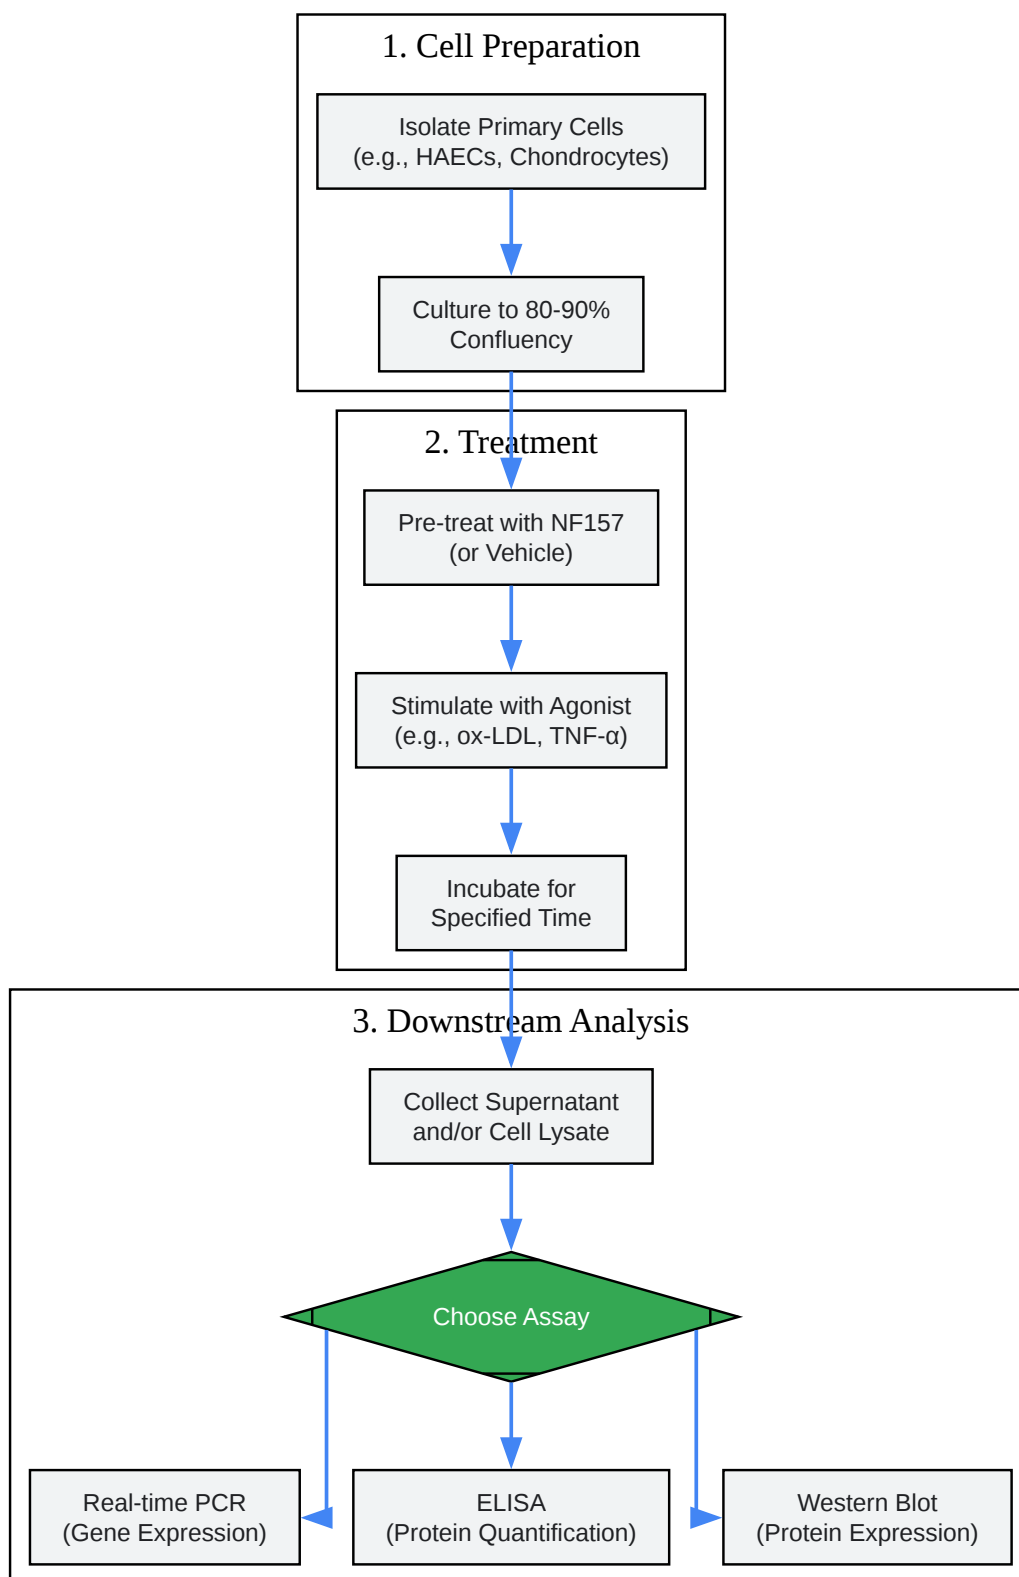 1. Cell Preparation
Isolate Primary Cells
(e.g., HAECs, Chondrocytes)
Culture to 80-90%
Confluency
2. Treatment
Pre-treat with NF157
(or Vehicle)
Stimulate with Agonist
(e.g., ox-LDL, TNF-α)
Incubate for
Specified Time
3. Downstream Analysis
Collect Supernatant
and/or Cell Lysate
Choose Assay
Real-time PCR
(Gene Expression)
ELISA
(Protein Quantification)
Western Blot
(Protein Expression)